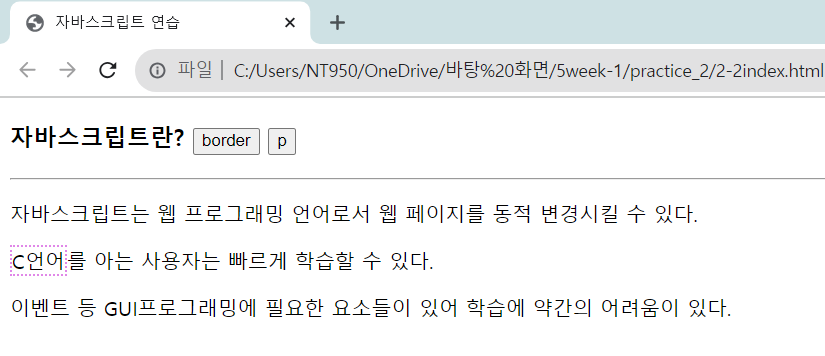 자바스크립트 연습
파일 C:/Users/NT950/OneDrive/바탕%20화면/5week-1/practice_2/2-2index.html
자바스크립트란? border p
자바스크립트는 웹 프로그래밍 언어로서 웹 페이지를 동적 변경시킬 수 있다.
C언어를 아는 사용자는 빠르게 학습할 수 있다.
이벤트 등 GUI프로그래밍에 필요한 요소들이 있어 학습에 약간의 어려움이 있다.